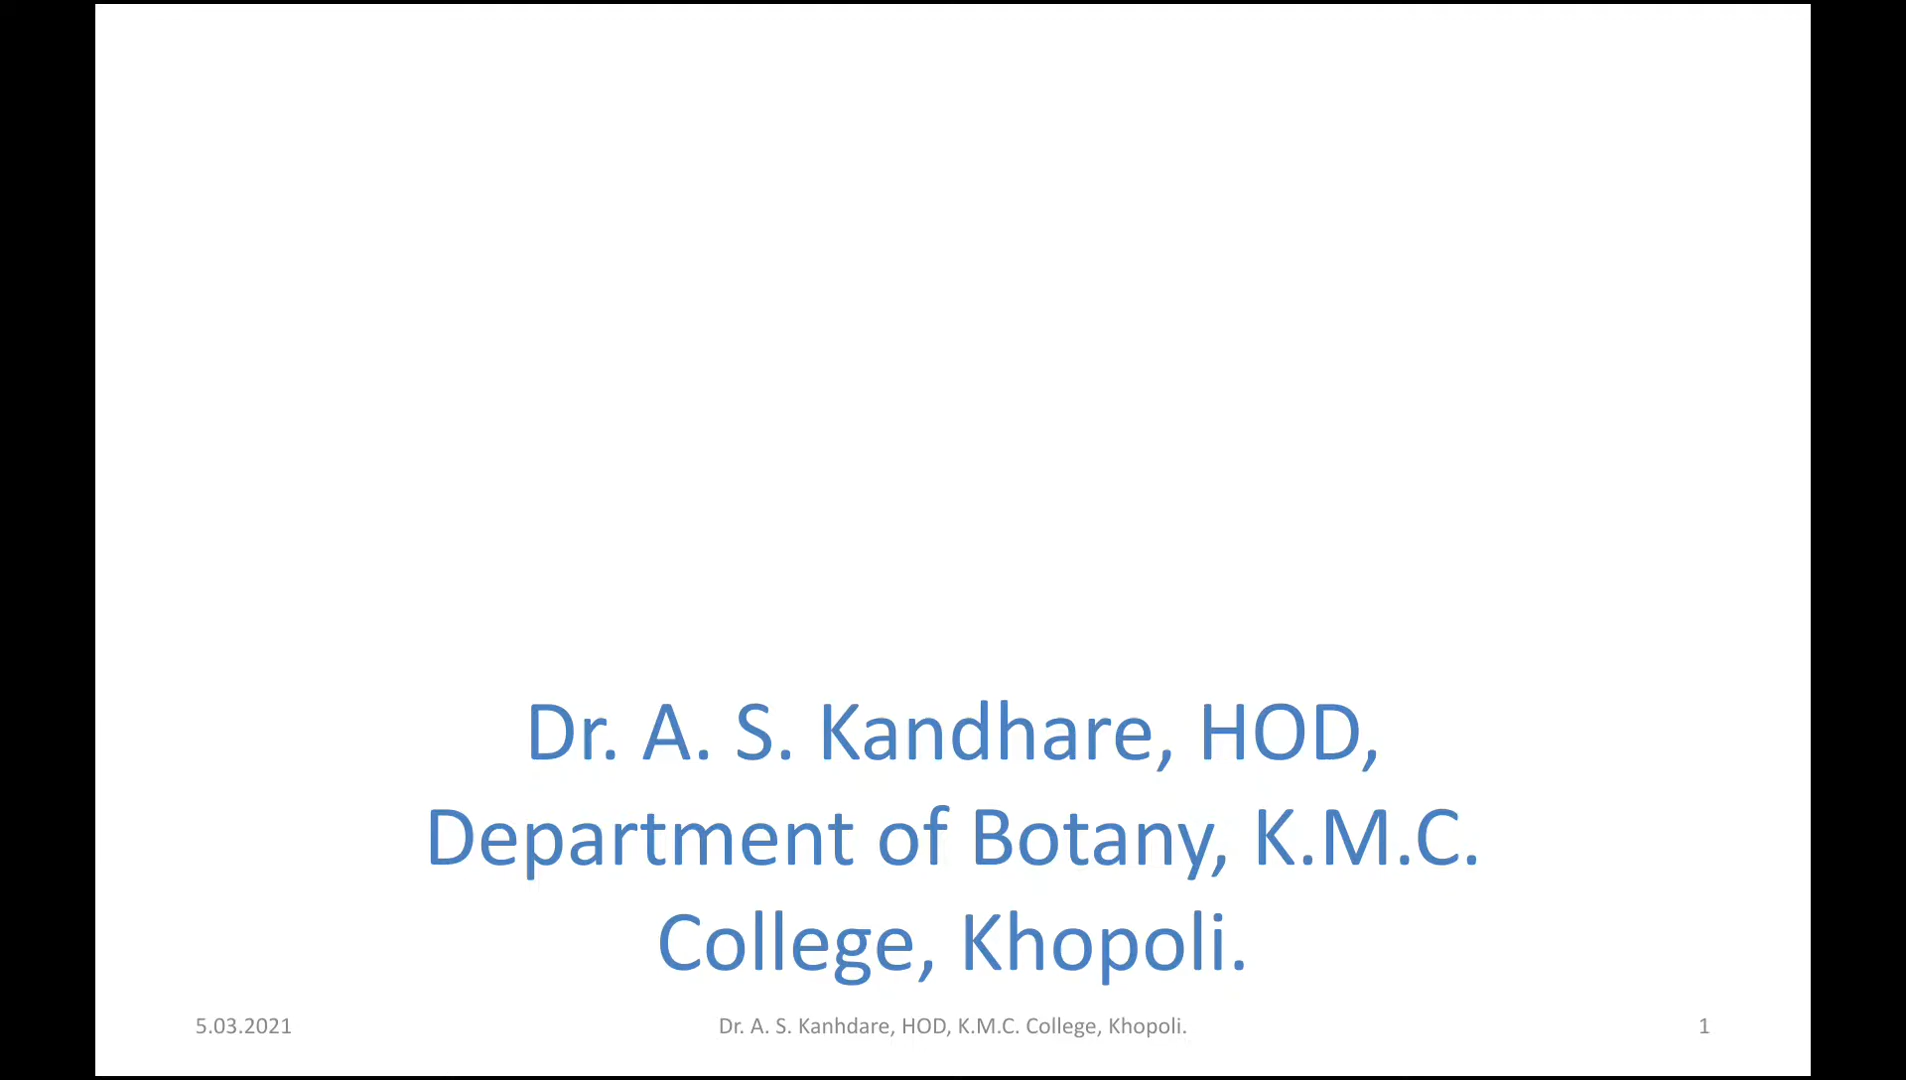 Dr. A. S. Kandhare, HOD,
Department of Botany, K.M.C.
College, Khopoli.
5.03.2021
Dr. A. S. Kanhdare, HOD, K.M.C. College, Khopoli.
1